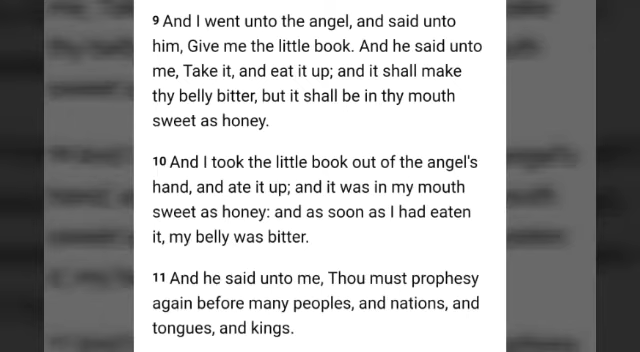 9 And I went unto the angel, and said unto
him, Give me the little book. And he said unto
me, Take it, and eat it up; and it shall make
thy belly bitter, but it shall be in thy mouth
sweet as honey.
10 And I took the little book out of the angel's
hand, and ate it up; and it was in my mouth
sweet as honey: and as soon as I had eaten
it, my belly was bitter.
11 And he said unto me, Thou must prophesy
again before many peoples, and nations, and
tongues, and kings.